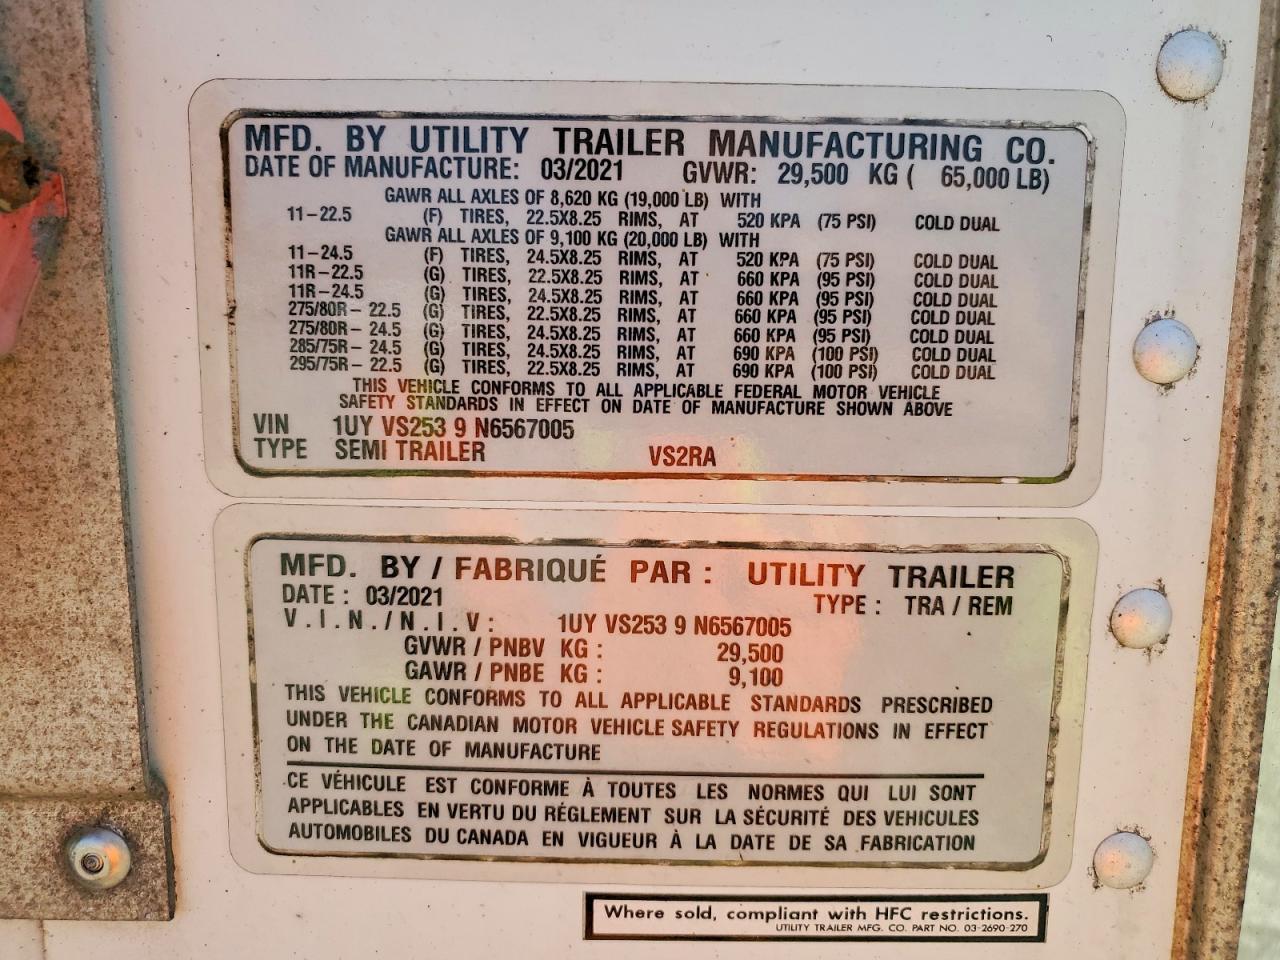 MFD. BY UTILITY TRAILER MANUFACTURING CO.
DATE OF MANUFACTURE: 03/2021 GVWR: 29,500 KG ( 65,000 LB)
GAWR ALL AXLES OF 8,620 KG (19,000 LB) WITH
11-22.5 (F) TIRES, 22.5X8.25 RIMS, AT 520 KPA (75 PSI) COLD DUAL
GAWR ALL AXLES OF 9,100 KG (20,000 LB) WITH
11-24.5 (F) TIRES, 24.5X8.25 RIMS, AT 520 KPA (75 PSI) COLD DUAL
11R-22.5 (G) TIRES, 22.5X8.25 RIMS, AT 660 KPA (95 PSI) COLD DUAL
11R-24.5 (G) TIRES, 24.5X8.25 RIMS, AT 660 KPA (95 PSI) COLD DUAL
275/80R- 22.5 (G) TIRES, 22.5X8.25 RIMS, AT 660 KPA (95 PSI) COLD DUAL
275/80R- 24.5 (G) TIRES, 24.5X8.25 RIMS, AT 660 KPA (95 PSI) COLD DUAL
285/75R- 24.5 (G) TIRES, 24.5X8.25 RIMS, AT 690 KPA (100 PSI) COLD DUAL
295/75R- 22.5 (G) TIRES, 22.5X8.25 RIMS, AT 690 KPA (100 PSI) COLD DUAL
THIS VEHICLE CONFORMS TO ALL APPLICABLE FEDERAL MOTOR VEHICLE
SAFETY STANDARDS IN EFFECT ON DATE OF MANUFACTURE SHOWN ABOVE
VIN 1UY VS253 9 N6567005
TYPE SEMI TRAILER VS2RA
MFD. BY / FABRIQUÉ PAR : UTILITY TRAILER
DATE : 03/2021 TYPE : TRA / REM
V.I.N./N.I.V: 1UY VS253 9 N6567005
GVWR / PNBV KG : 29,500
GAWR / PNBE KG : 9,100
THIS VEHICLE CONFORMS TO ALL APPLICABLE STANDARDS PRESCRIBED
UNDER THE CANADIAN MOTOR VEHICLE SAFETY REGULATIONS IN EFFECT
ON THE DATE OF MANUFACTURE
CE VÉHICULE EST CONFORME À TOUTES LES NORMES QUI LUI SONT
APPLICABLES EN VERTU DU RÉGLEMENT SUR LA SÉCURITÉ DES VEHICULES
AUTOMOBILES DU CANADA EN VIGUEUR À LA DATE DE SA FABRICATION
Where sold, compliant with HFC restrictions.
UTILITY TRAILER MFG. CO. PART NO. 03-2690-270